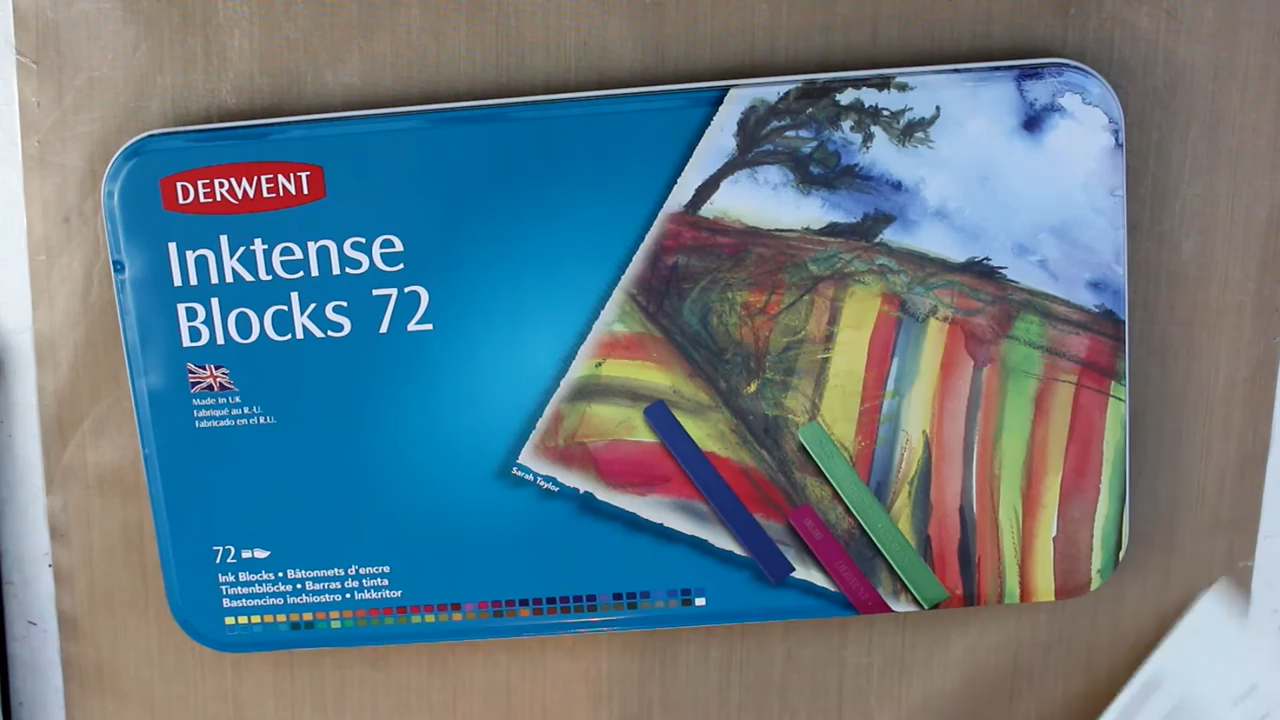 DERWENT
Inktense
Blocks 72
Made in UK
Fabriqué au R.-U.
Fabricado en el R.U.
Sarah Taylor
72
Ink Blocks • Bâtonnets d'encre
Tintenblöcke • Barras de tinta
Bastoncino inchiostro • Inkkritor